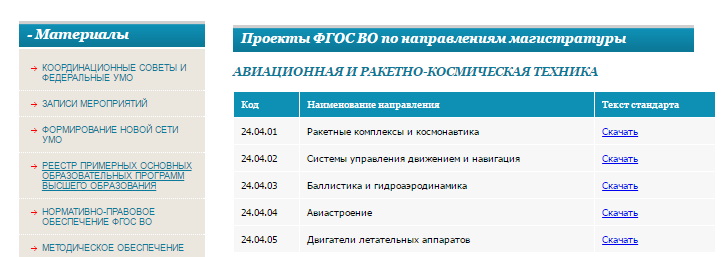 - Материалы
КООРДИНАЦИОННЫЕ СОВЕТЫ И
ФЕДЕРАЛЬНЫЕ УМО
ЗАПИСИ МЕРОПРИЯТИЙ
ФОРМИРОВАНИЕ НОВОЙ СЕТИ
УМО
РЕЕСТР ПРИМЕРНЫХ ОСНОВНЫХ
ОБРАЗОВАТЕЛЬНЫХ ПРОГРАММ
ВЫСШЕГО ОБРАЗОВАНИЯ
НОРМАТИВНО-ПРАВОВОЕ
ОБЕСПЕЧЕНИЕ ФГОС ВО
МЕТОДИЧЕСКОЕ ОБЕСПЕЧЕНИЕ
Проекты ФГОС ВО по направлениям магистратуры
АВИАЦИОННАЯ И РАКЕТНО-КОСМИЧЕСКАЯ ТЕХНИКА
Код Наименование направления Текст стандарта
24.04.01 Ракетные комплексы и космонавтика Скачать
24.04.02 Системы управления движением и навигация Скачать
24.04.03 Баллистика и гидроаэродинамика Скачать
24.04.04 Авиастроение Скачать
24.04.05 Двигатели летательных аппаратов Скачать